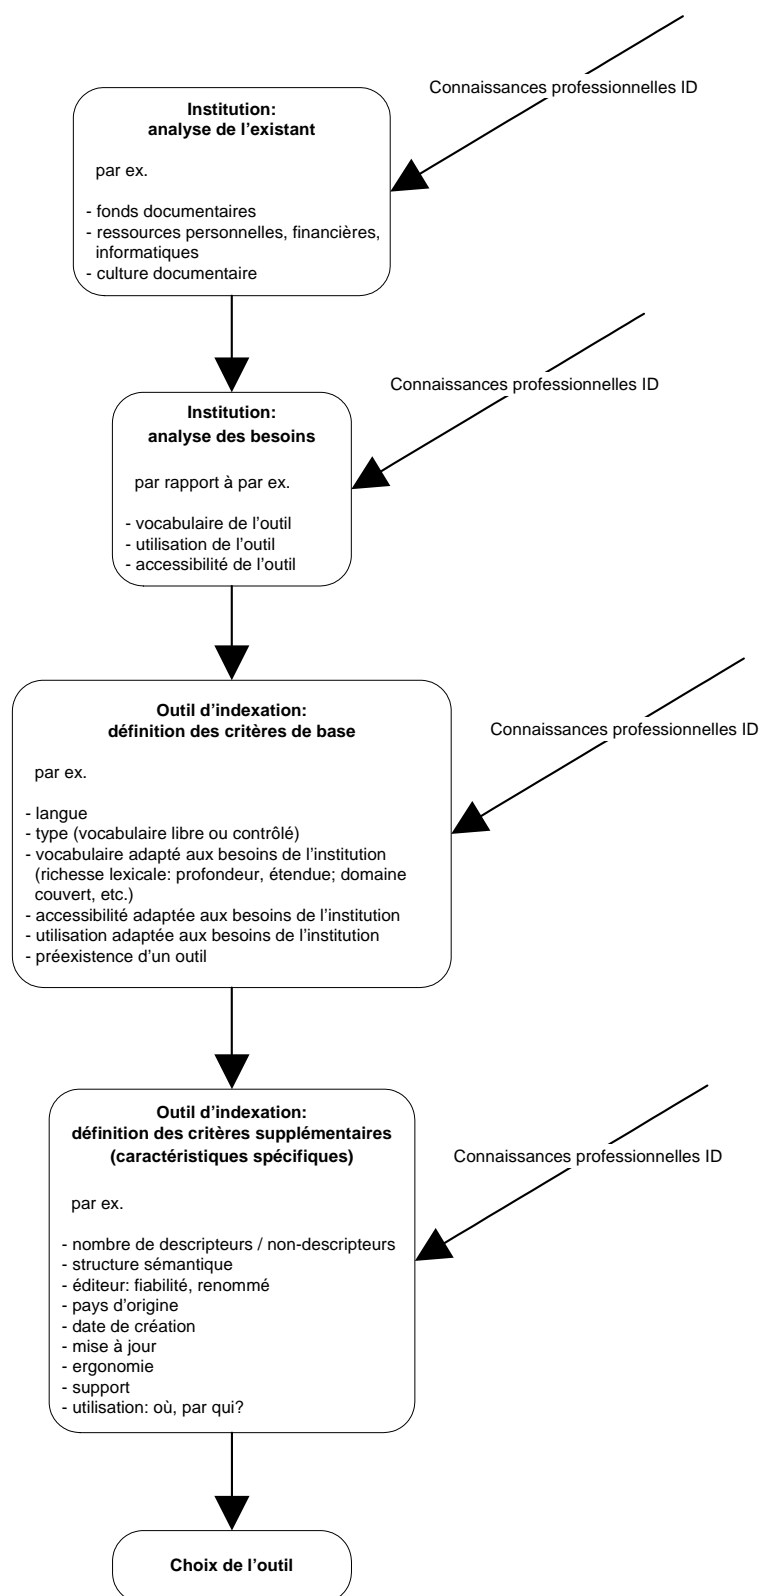 Connaissances professionnelles ID
Institution:
analyse de l’existant
par ex.
- fonds documentaires
- ressources personnelles, financières,
informatiques
- culture documentaire
Connaissances professionnelles ID
Institution:
analyse des besoins
par rapport à par ex.
- vocabulaire de l’outil
- utilisation de l’outil
- accessibilité de l’outil
Outil d’indexation:
définition des critères de base
Connaissances professionnelles ID
par ex.
- langue
- type (vocabulaire libre ou contrôlé)
- vocabulaire adapté aux besoins de l’institution
(richesse lexicale: profondeur, étendue; domaine
couvert, etc.)
- accessibilité adaptée aux besoins de l’institution
- utilisation adaptée aux besoins de l’institution
- préexistence d’un outil
Outil d’indexation:
définition des critères supplémentaires
(caractéristiques spécifiques)
Connaissances professionnelles ID
par ex.
- nombre de descripteurs / non-descripteurs
- structure sémantique
- éditeur: fiabilité, renommé
- pays d’origine
- date de création
- mise à jour
- ergonomie
- support
- utilisation: où, par qui?
Choix de l’outil